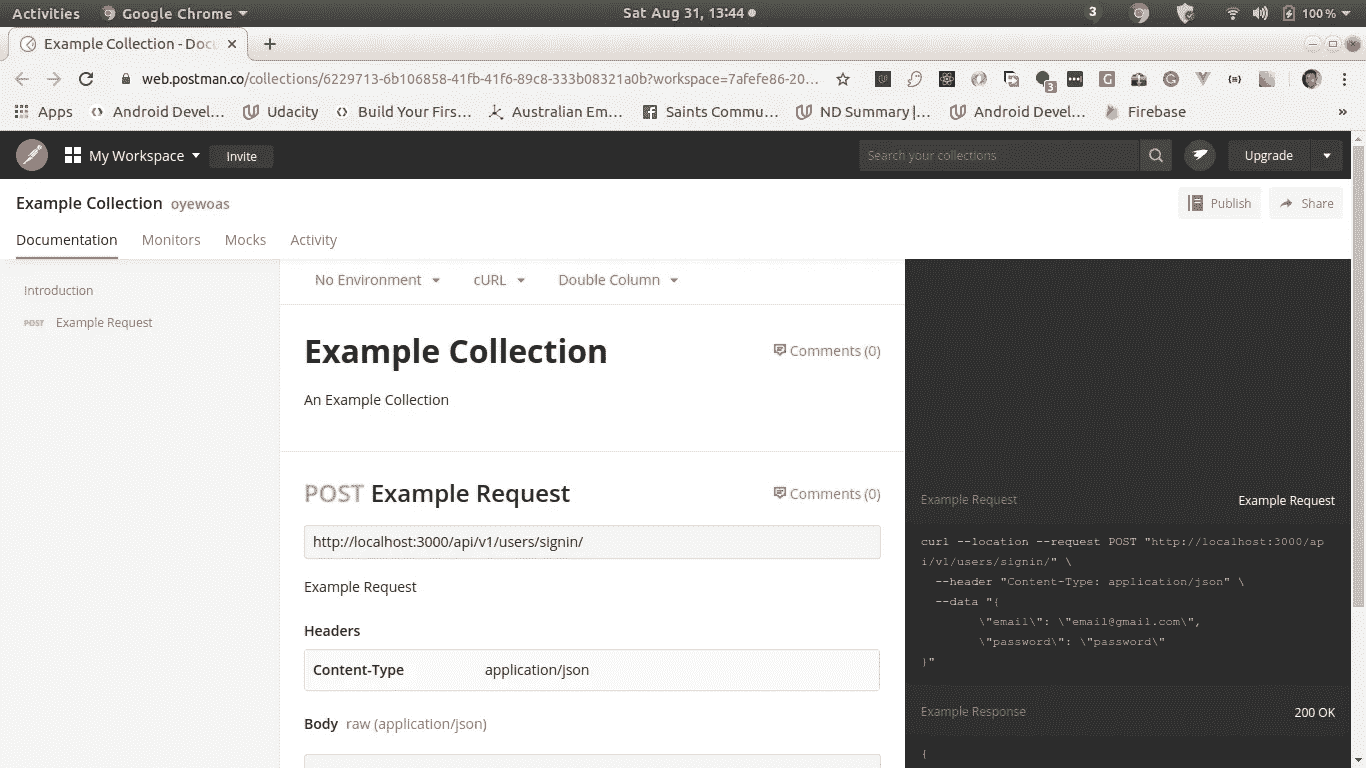 Activities Google Chrome Sat Aug 31, 13:44 3 100%
Example Collection - Docu
web.postman.co/collections/6229713-6b106858-41fb-41f6-89c8-333b08321a0b?workspace=7afefe86-20... 3
Apps Android Devel... Udacity Build Your Firs... Australian Em... Saints Commu... ND Summary |... Android Devel... Firebase »
My Workspace Invite Search your collections Upgrade
Example Collection oyewoas Publish Share
Documentation Monitors Mocks Activity
Introduction
POST Example Request
No Environment cURL Double Column
Example Collection Comments (0)
An Example Collection
POST Example Request Comments (0)
http://localhost:3000/api/v1/users/signin/
Example Request
Headers
Content-Type application/json
Body raw (application/json)
Example Request Example Request
curl --location --request POST "http://localhost:3000/ap
i/v1/users/signin/" \
--header "Content-Type: application/json" \
--data "{
\"email\": \"email@gmail.com\",
\"password\": \"password\"
}"
Example Response 200 OK
{